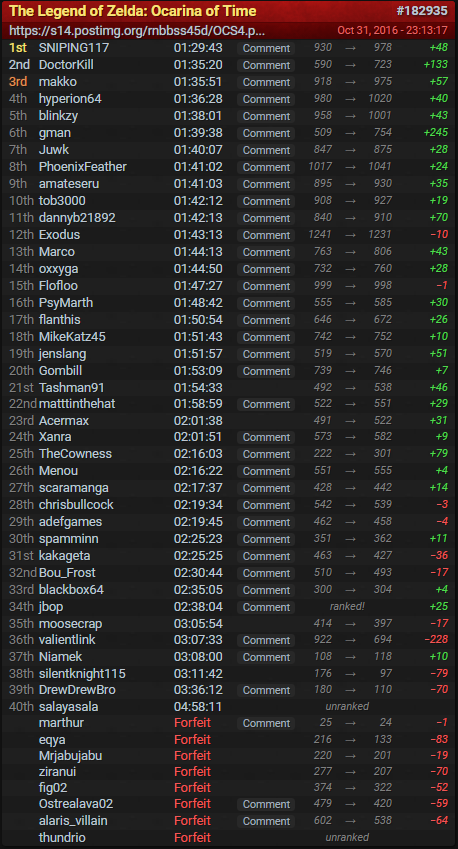 The Legend of Zelda: Ocarina of Time #182935
https://s14.postimg.org/rnbbss45d/OCS4.p... Oct 31, 2016 - 23:13:17
1st SNIPING117 01:29:43 Comment 930 → 978 +48
2nd DoctorKill 01:35:20 Comment 590 → 723 +133
3rd makko 01:35:51 Comment 918 → 975 +57
4th hyperion64 01:36:28 Comment 980 → 1020 +40
5th blinkzy 01:38:01 Comment 958 → 1001 +43
6th gman 01:39:38 Comment 509 → 754 +245
7th Juwk 01:40:07 Comment 847 → 875 +28
8th PhoenixFeather 01:41:02 Comment 1017 → 1041 +24
9th amateseru 01:41:03 Comment 895 → 930 +35
10th tob3000 01:42:12 Comment 908 → 927 +19
11th dannyb21892 01:42:13 Comment 840 → 910 +70
12th Exodus 01:43:13 Comment 1241 → 1231 −10
13th Marco 01:44:13 Comment 763 → 806 +43
14th oxxyga 01:44:50 Comment 732 → 760 +28
15th Flofloo 01:47:27 Comment 999 → 998 −1
16th PsyMarth 01:48:42 Comment 555 → 585 +30
17th flanthis 01:50:54 Comment 646 → 672 +26
18th MikeKatz45 01:51:43 Comment 742 → 752 +10
19th jenslang 01:51:57 Comment 519 → 570 +51
20th Gombill 01:53:09 Comment 739 → 746 +7
21st Tashman91 01:54:33 492 → 538 +46
22nd matttinthehat 01:58:59 Comment 522 → 551 +29
23rd Acermax 02:01:38 491 → 522 +31
24th Xanra 02:01:51 Comment 573 → 582 +9
25th TheCowness 02:16:03 Comment 222 → 301 +79
26th Menou 02:16:22 Comment 551 → 555 +4
27th scaramanga 02:17:37 Comment 428 → 442 +14
28th chrisbullcock 02:19:34 Comment 542 → 539 −3
29th adefgames 02:19:45 Comment 462 → 458 −4
30th spamminn 02:25:23 Comment 351 → 362 +11
31st kakageta 02:25:25 Comment 463 → 427 −36
32nd Bou_Frost 02:30:44 Comment 510 → 493 −17
33rd blackbox64 02:35:05 Comment 300 → 304 +4
34th jbop 02:38:04 Comment ranked! +25
35th moosecrap 03:05:54 414 → 397 −17
36th valientlink 03:07:33 Comment 922 → 694 −228
37th Niamek 03:08:00 Comment 108 → 118 +10
38th silentknight115 03:11:42 176 → 97 −79
39th DrewDrewBro 03:36:12 Comment 180 → 110 −70
40th salayasala 04:58:11 unranked
marthur Forfeit Comment 25 → 24 −1
eqya Forfeit 216 → 133 −83
Mrjabujabu Forfeit 220 → 201 −19
ziranui Forfeit 277 → 207 −70
fig02 Forfeit 374 → 322 −52
Ostrealava02 Forfeit Comment 479 → 420 −59
alaris_villain Forfeit Comment 602 → 538 −64
thundrio Forfeit unranked